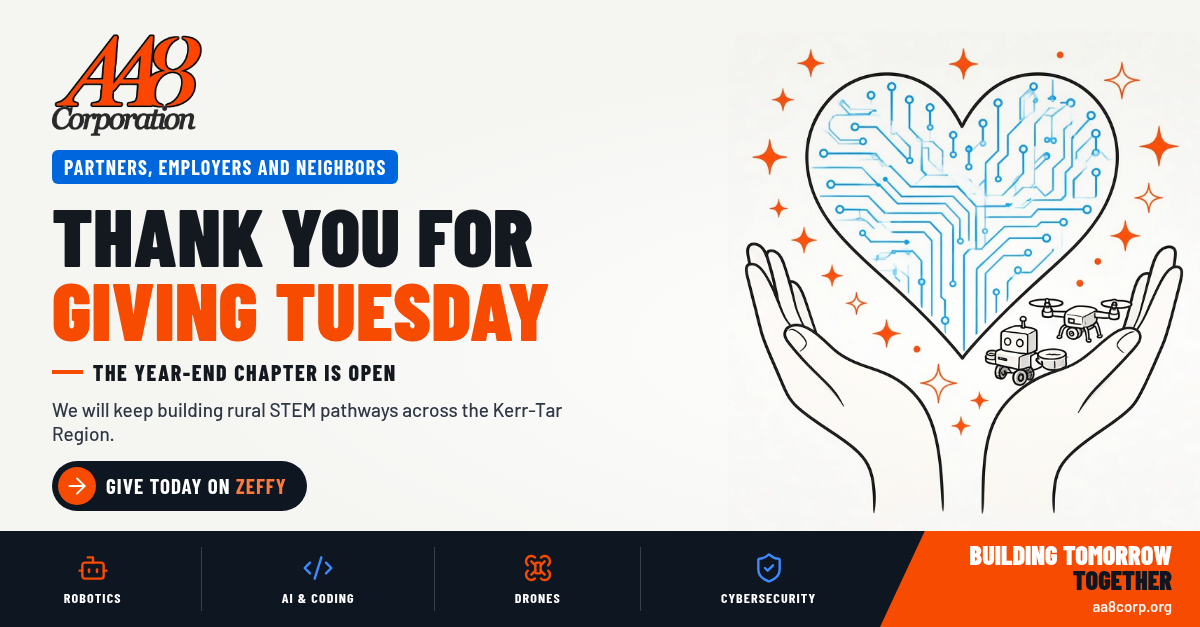 AA8
Corporation
PARTNERS, EMPLOYERS AND NEIGHBORS
THANK YOU FOR
GIVING TUESDAY
THE YEAR-END CHAPTER IS OPEN
We will keep building rural STEM pathways across the Kerr-Tar
Region.
GIVE TODAY ON ZEFFY
ROBOTICS
AI & CODING
DRONES
CYBERSECURITY
BUILDING TOMORROW
TOGETHER
aa8corp.org